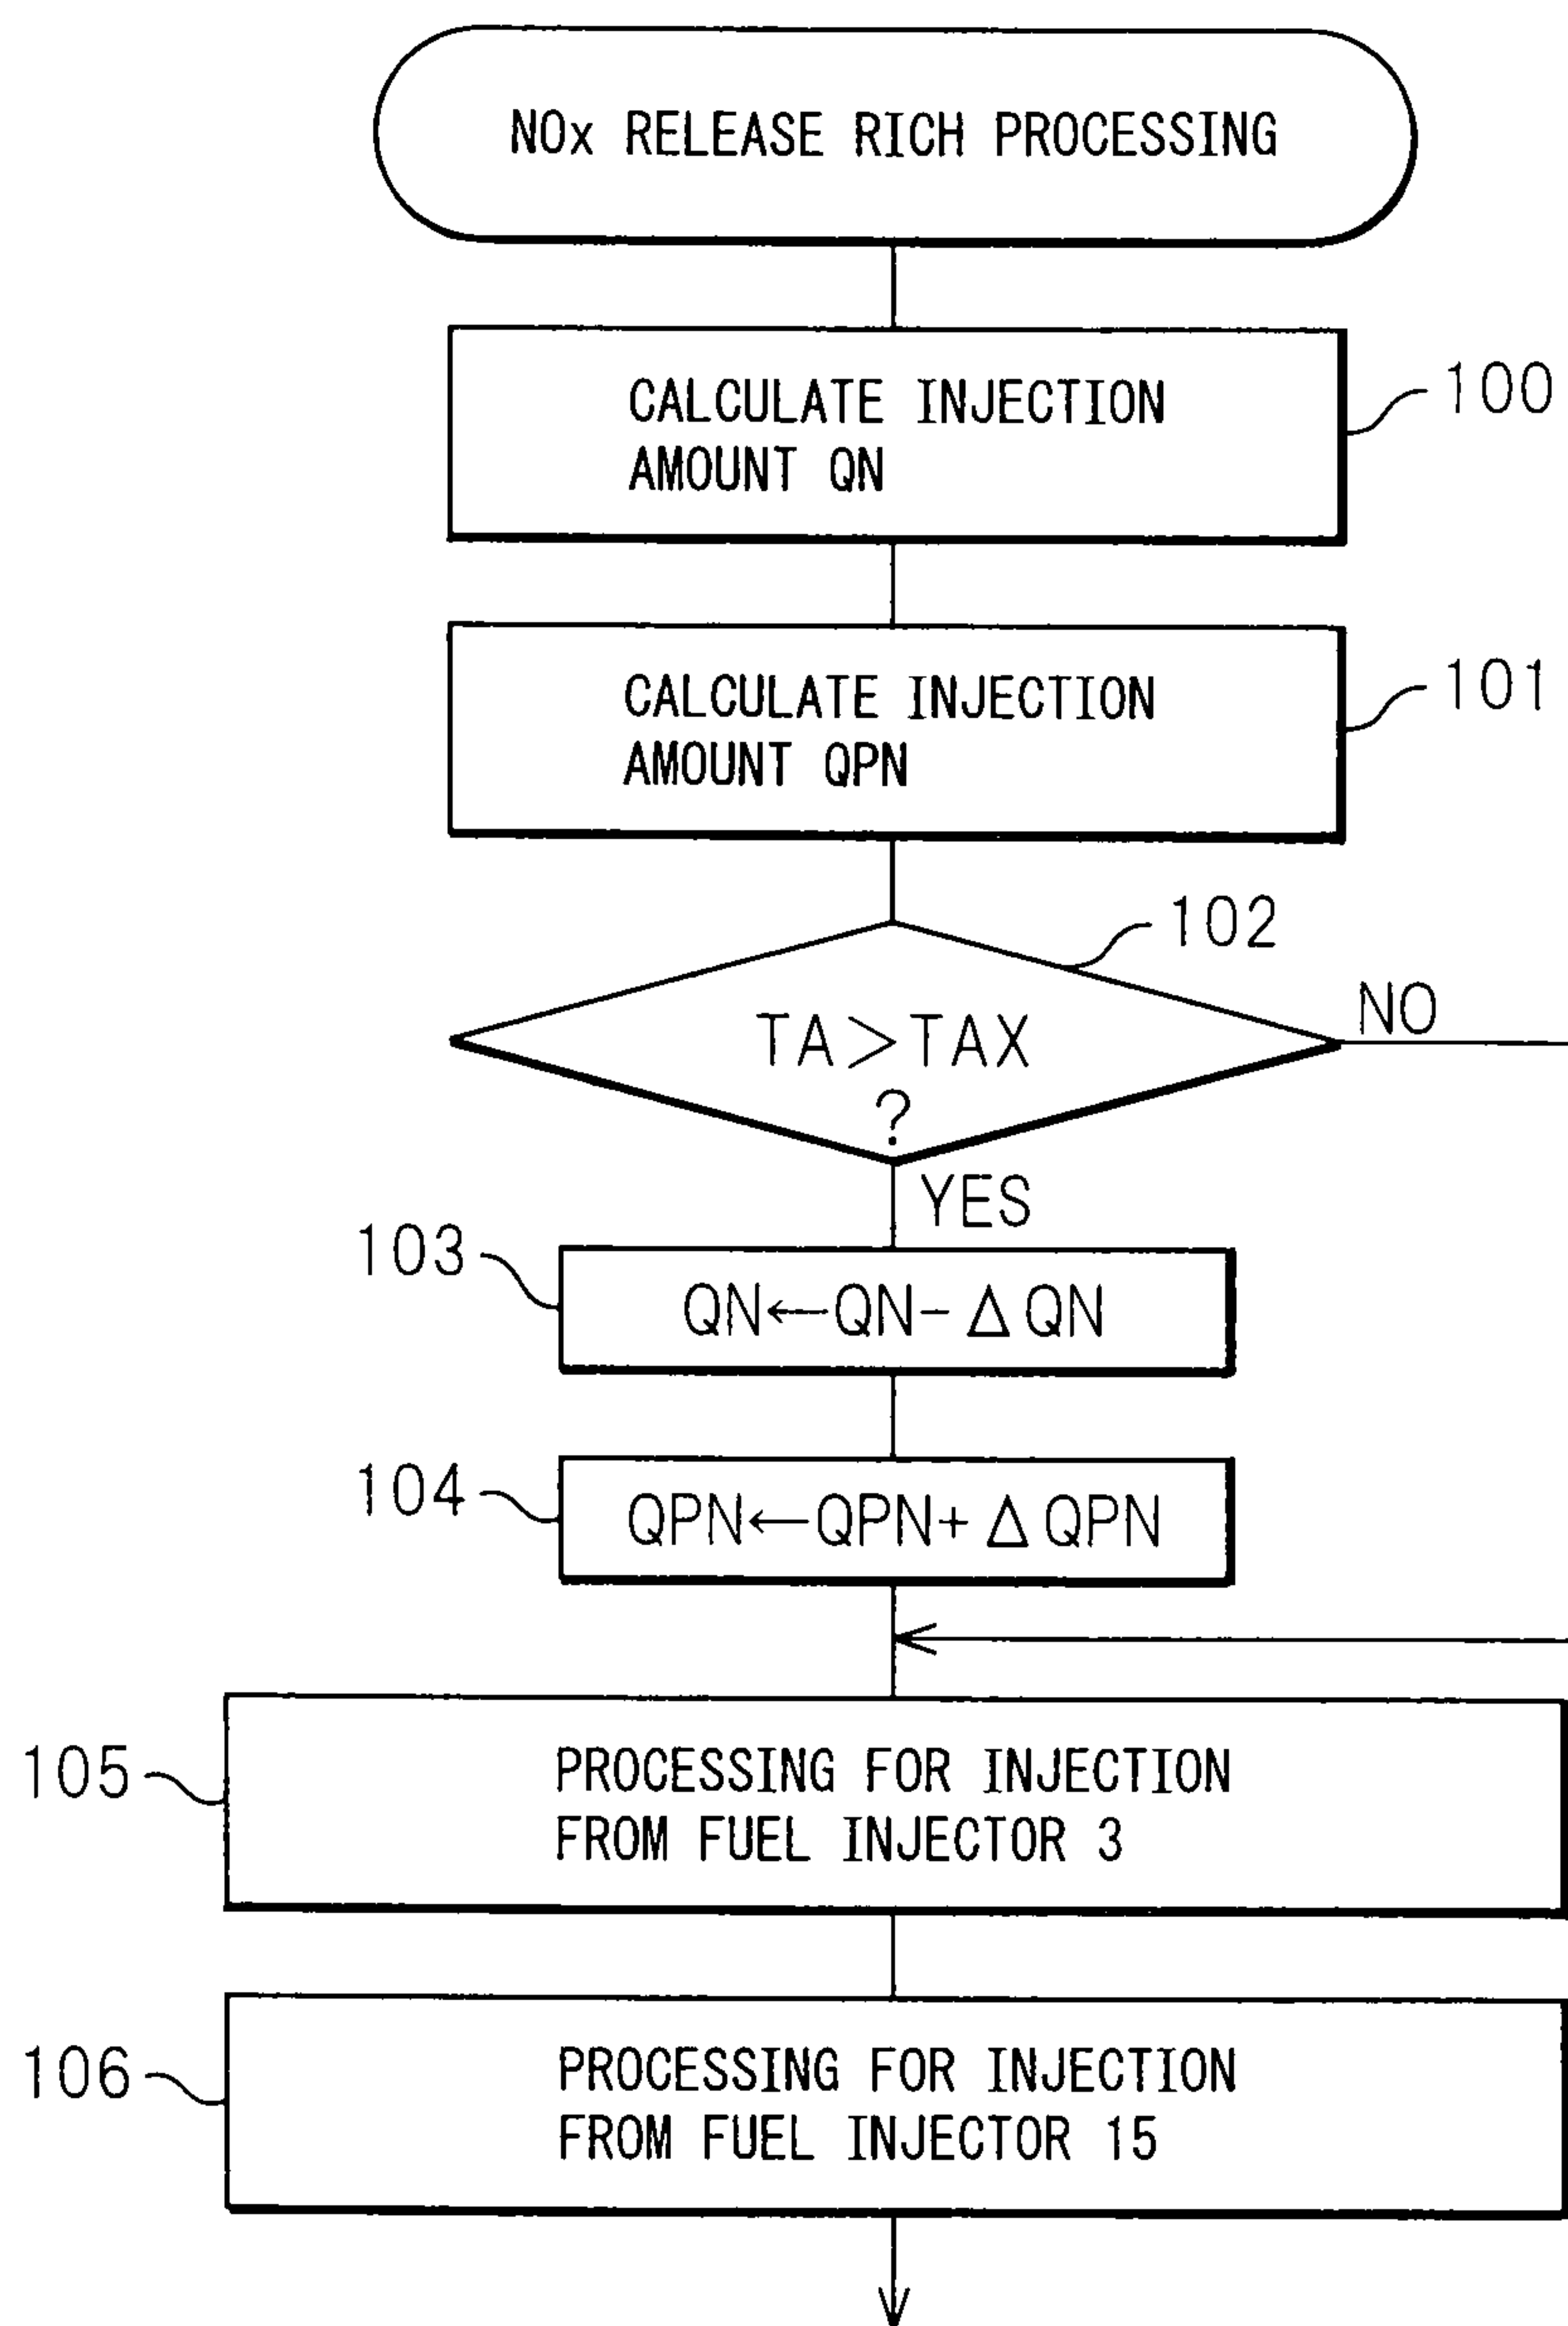 NOx RELEASE RICH PROCESSING
CALCULATE INJECTION
AMOUNT QN
100
CALCULATE INJECTION
AMOUNT QPN
101
102
TA>TAX
?
NO
YES
103
QN←QN-ΔQN
104
QPN←QPN+ΔQPN
105
PROCESSING FOR INJECTION
FROM FUEL INJECTOR 3
106
PROCESSING FOR INJECTION
FROM FUEL INJECTOR 15